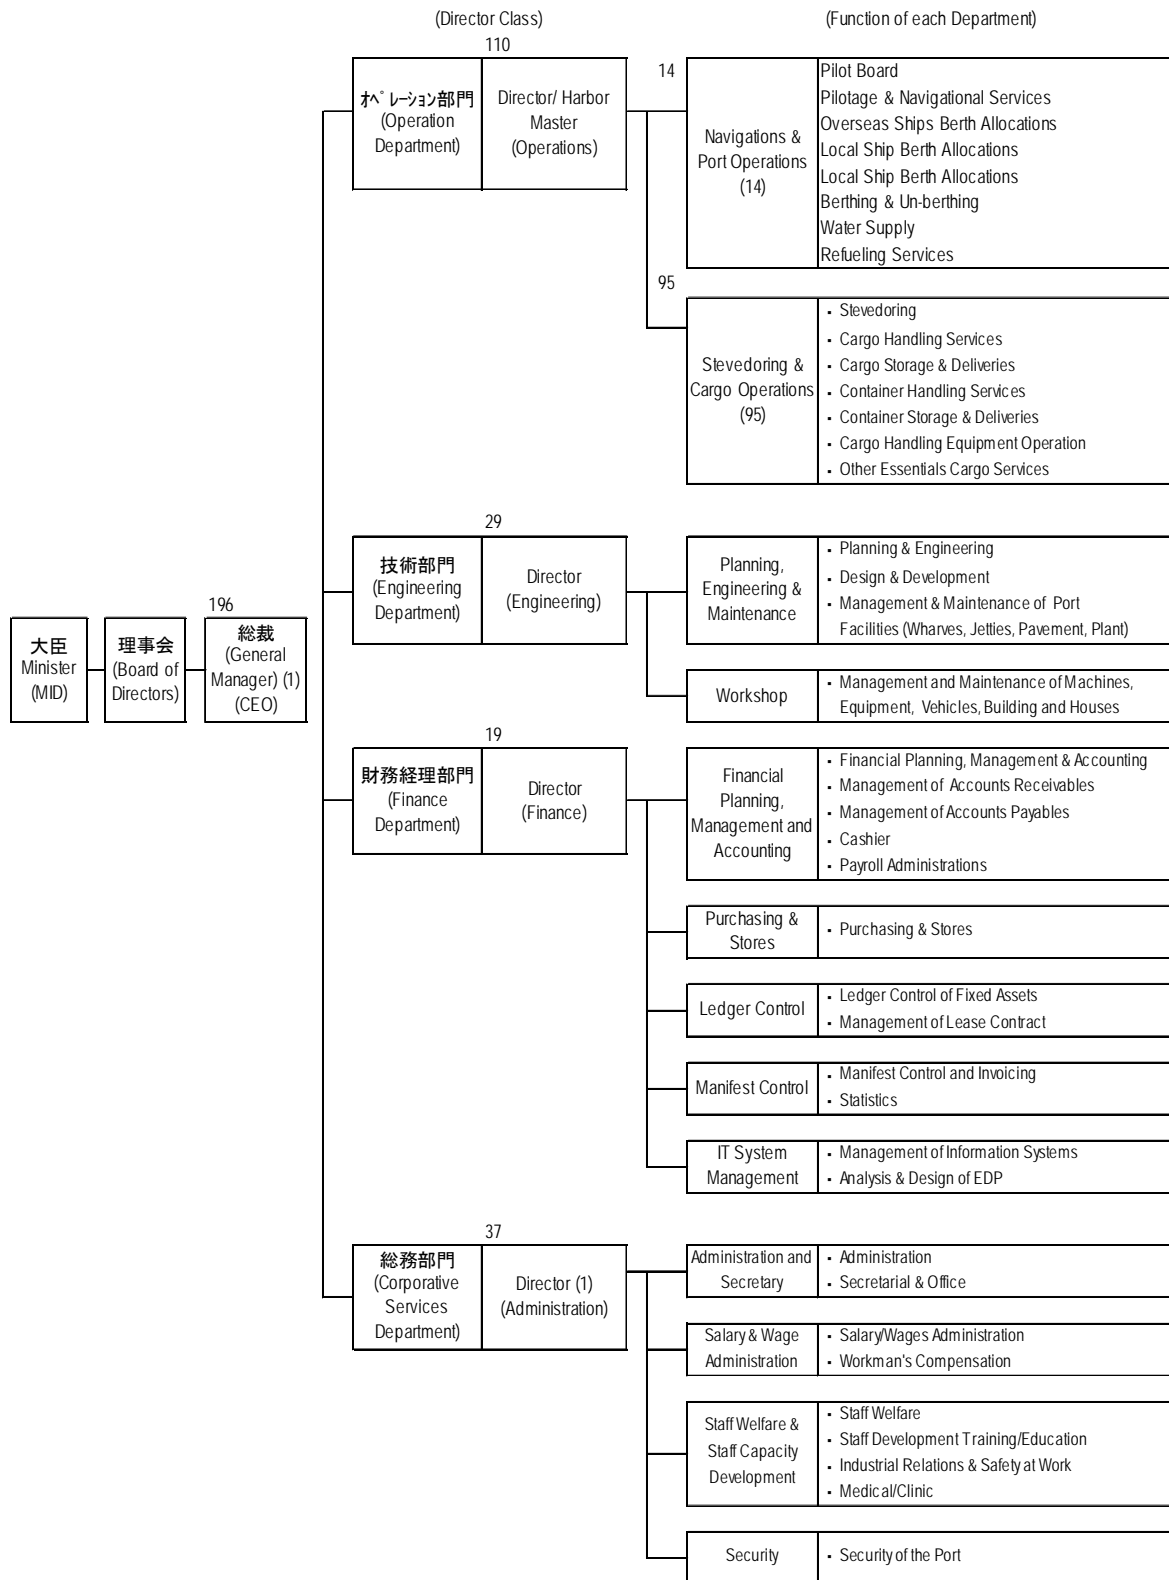 (Director Class)
(Function of each Department)
110
オペレーション部門
(Operation
Department)
Director/ Harbor
Master
(Operations)
14
Navigations &
Port Operations
(14)
Pilot Board
Pilotage & Navigational Services
Overseas Ships Berth Allocations
Local Ship Berth Allocations
Local Ship Berth Allocations
Berthing & Un-berthing
Water Supply
Refueling Services
95
Stevedoring &
Cargo Operations
(95)
▪ Stevedoring
▪ Cargo Handling Services
▪ Cargo Storage & Deliveries
▪ Container Handling Services
▪ Container Storage & Deliveries
▪ Cargo Handling Equipment Operation
▪ Other Essentials Cargo Services
大臣
Minister
(MID)
理事会
(Board of
Directors)
196
総裁
(General
Manager) (1)
(CEO)
29
技術部門
(Engineering
Department)
Director
(Engineering)
Planning,
Engineering &
Maintenance
▪ Planning & Engineering
▪ Design & Development
▪ Management & Maintenance of Port
Facilities (Wharves, Jetties, Pavement, Plant)
Workshop
▪ Management and Maintenance of Machines,
Equipment, Vehicles, Building and Houses
19
財務経理部門
(Finance
Department)
Director
(Finance)
Financial
Planning,
Management and
Accounting
▪ Financial Planning, Management & Accounting
▪ Management of Accounts Receivables
▪ Management of Accounts Payables
▪ Cashier
▪ Payroll Administrations
Purchasing &
Stores
▪ Purchasing & Stores
Ledger Control
▪ Ledger Control of Fixed Assets
▪ Management of Lease Contract
Manifest Control
▪ Manifest Control and Invoicing
▪ Statistics
IT System
Management
▪ Management of Information Systems
▪ Analysis & Design of EDP
37
総務部門
(Corporative
Services
Department)
Director (1)
(Administration)
Administration and
Secretary
▪ Administration
▪ Secretarial & Office
Salary & Wage
Administration
▪ Salary/Wages Administration
▪ Workman's Compensation
Staff Welfare &
Staff Capacity
Development
▪ Staff Welfare
▪ Staff Development Training/Education
▪ Industrial Relations & Safety at Work
▪ Medical/Clinic
Security
▪ Security of the Port